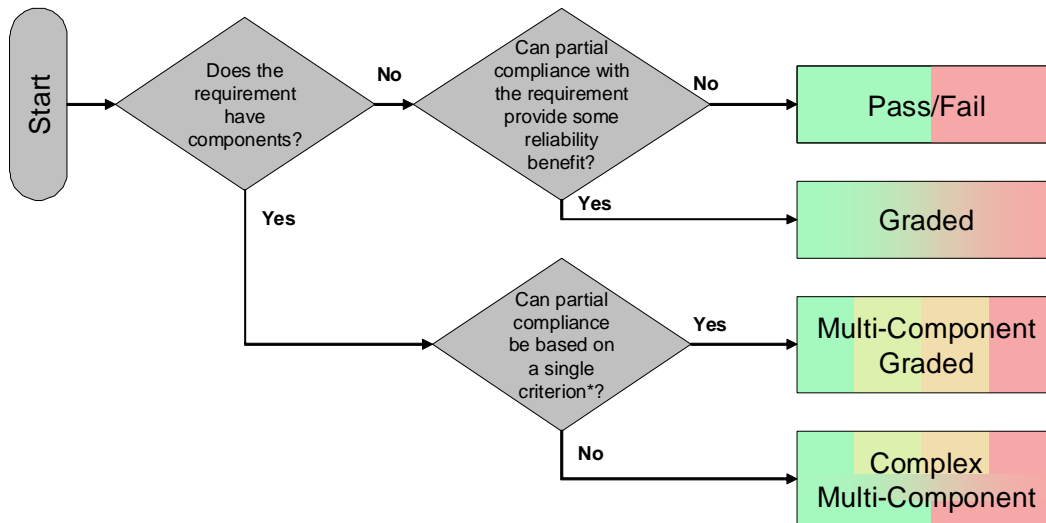 Start
Does the
requirement
have
components?
No
Can partial
compliance with
the requirement
provide some
reliability
benefit?
No
Pass/Fail
Yes
Yes
Graded
Can partial
compliance
be based on
a single
criterion*?
Yes
Multi-Component
Graded
No
Complex
Multi-Component